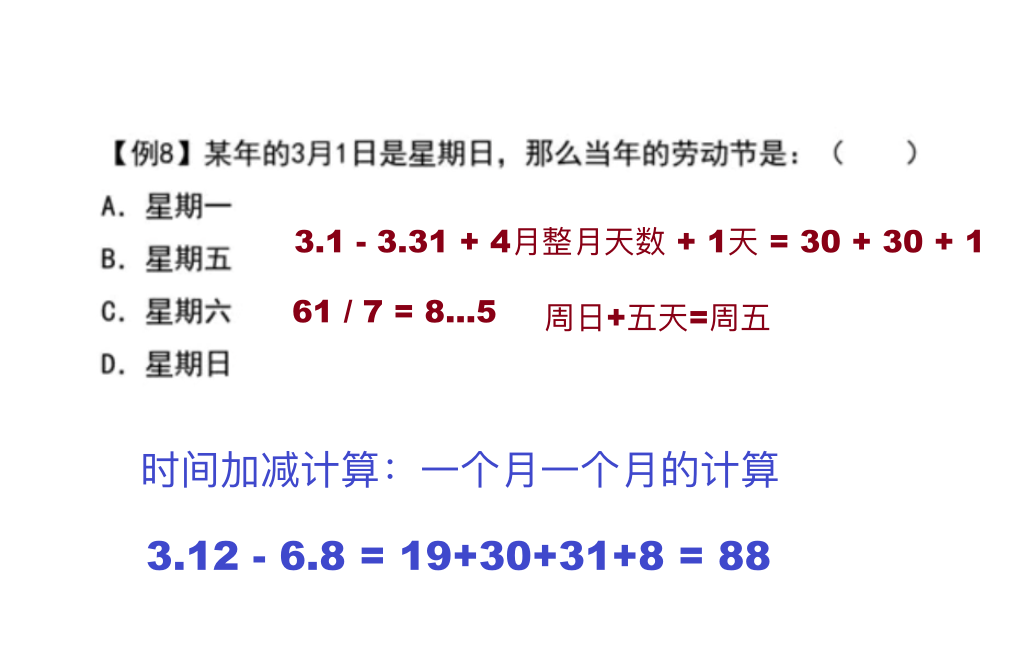 【例8】某年的3月1日是星期日，那么当年的劳动节是：（　　）
A. 星期一
B. 星期五
C. 星期六
D. 星期日
3.1 - 3.31 + 4月整月天数 + 1天 = 30 + 30 + 1
61 / 7 = 8...5 周日+五天=周五
时间加减计算：一个月一个月的计算
3.12 - 6.8 = 19+30+31+8 = 88